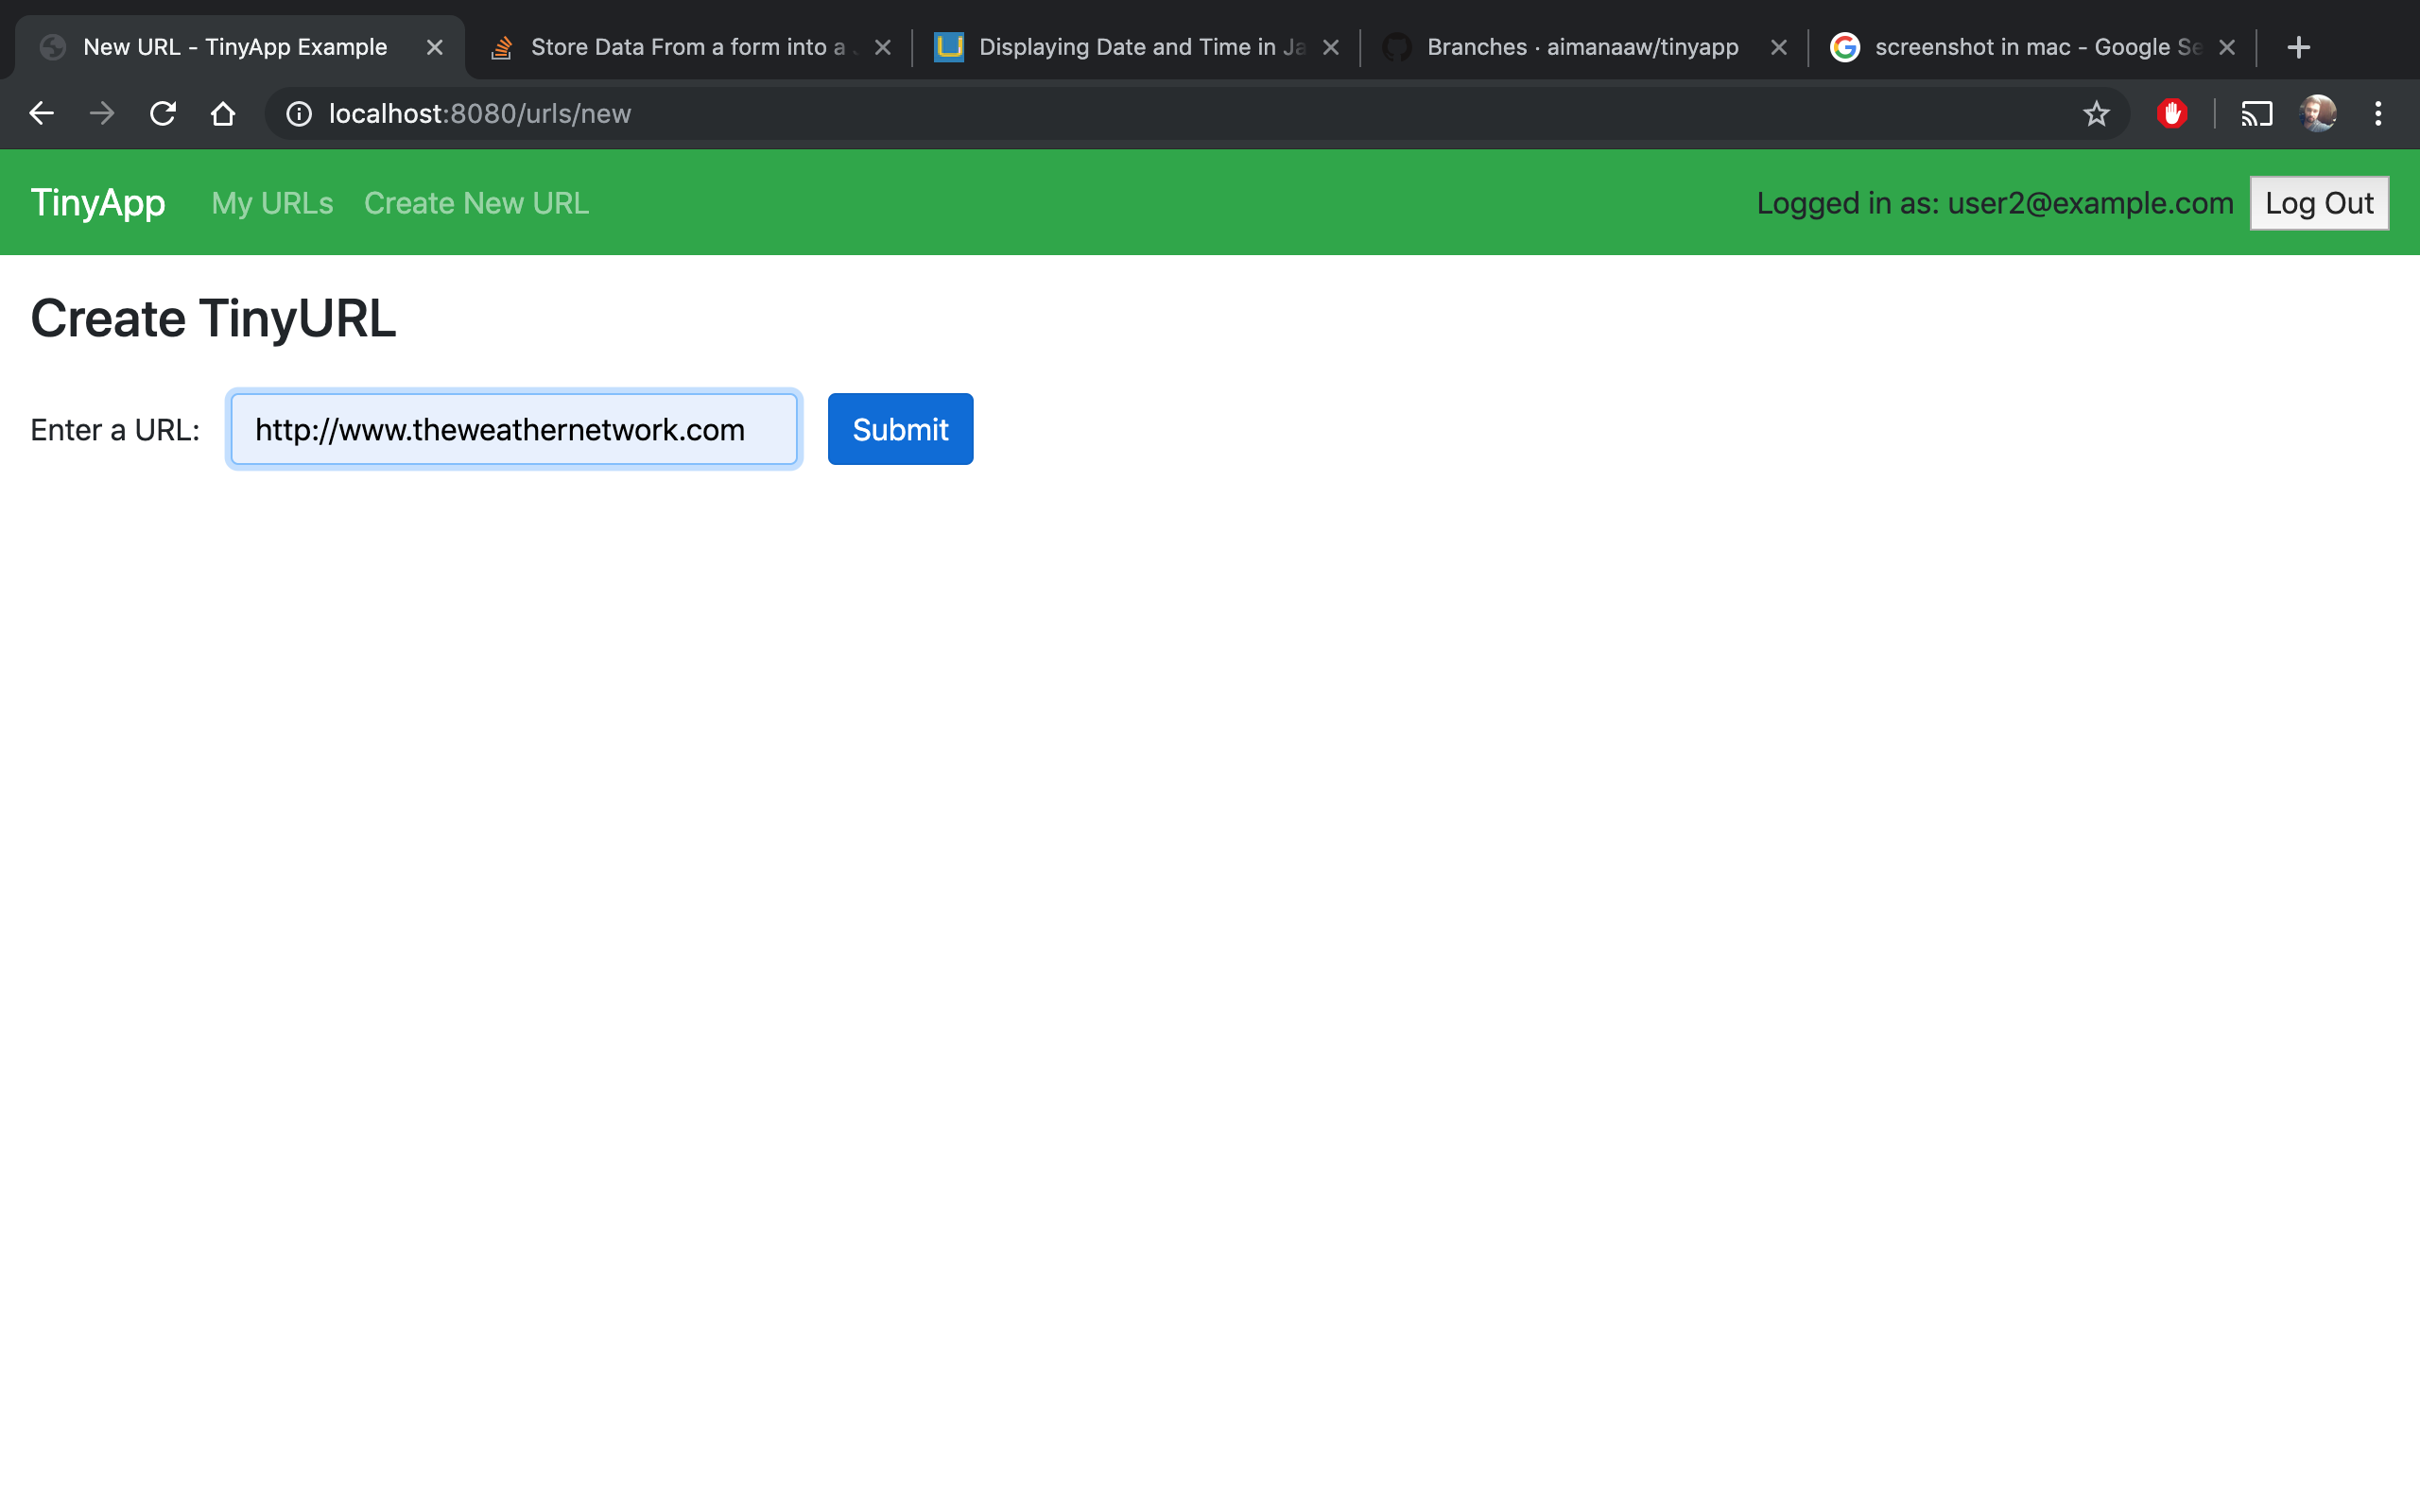 New URL - TinyApp Example
Store Data From a form into a
Displaying Date and Time in Ja
Branches · aimanaaw/tinyapp
screenshot in mac - Google Se
localhost:8080/urls/new
TinyApp My URLs Create New URL Logged in as: user2@example.com Log Out
Create TinyURL
Enter a URL: http://www.theweathernetwork.com Submit